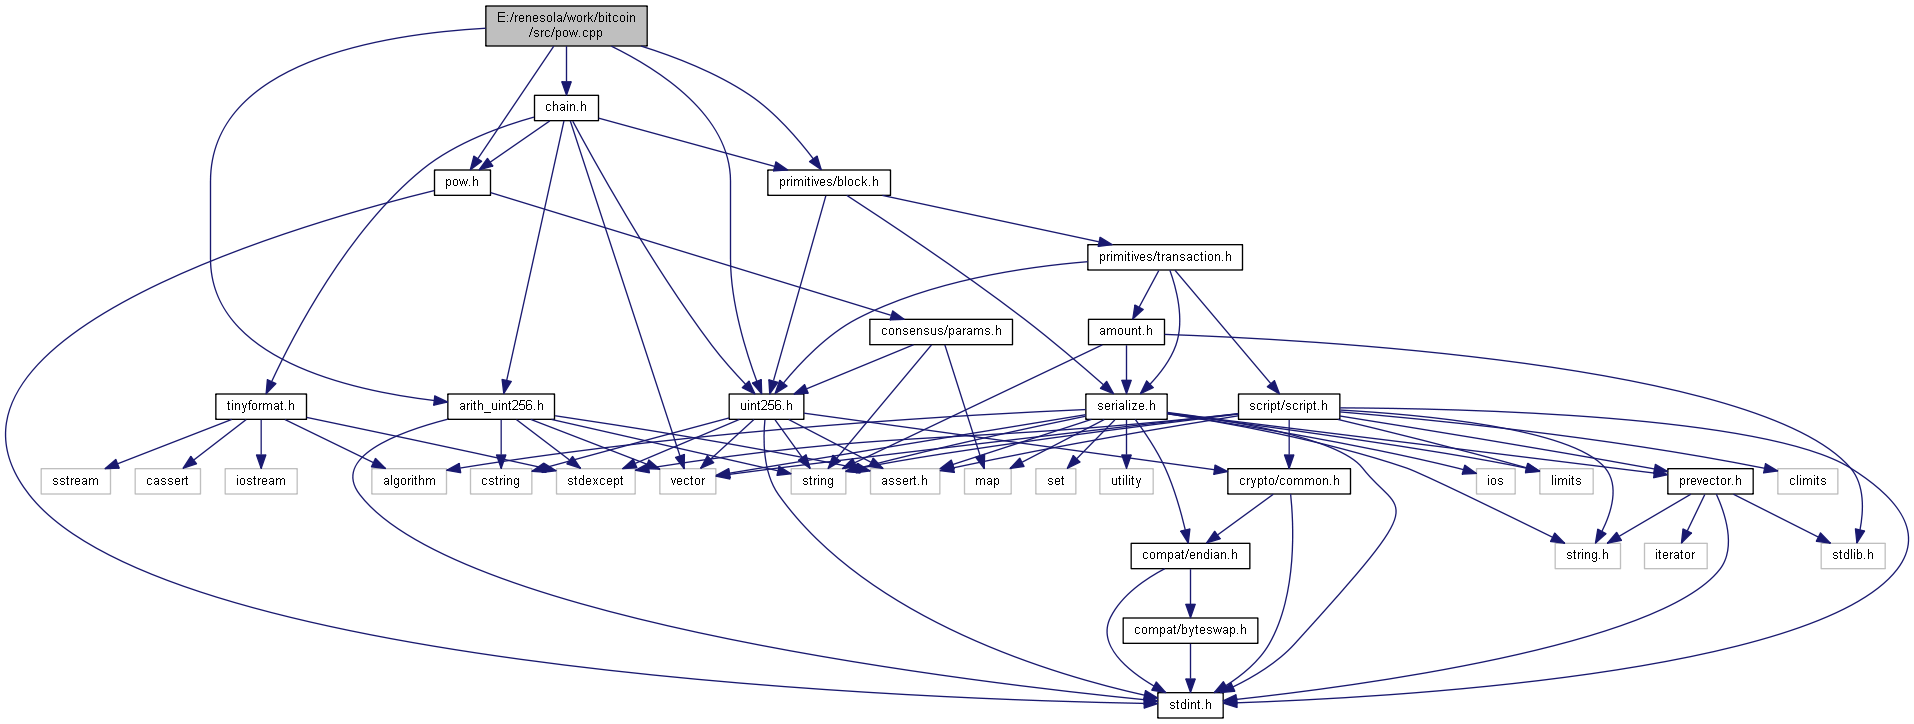 E:/renesola/work/bitcoin
/src/pow.cpp
chain.h
pow.h
primitives/block.h
primitives/transaction.h
consensus/params.h
amount.h
tinyformat.h
arith_uint256.h
uint256.h
serialize.h
script/script.h
sstream
cassert
iostream
algorithm
cstring
stdexcept
vector
string
assert.h
map
set
utility
crypto/common.h
ios
limits
prevector.h
climits
compat/endian.h
string.h
iterator
stdlib.h
compat/byteswap.h
stdint.h